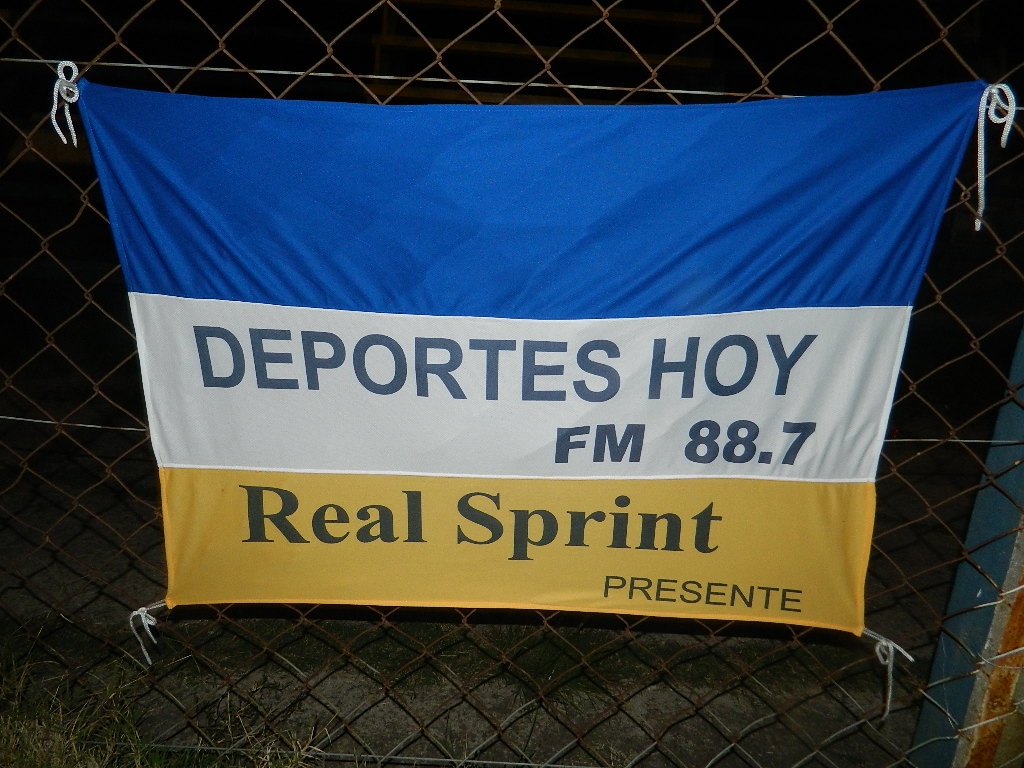 DEPORTES HOY
FM 88.7
Real Sprint
PRESENTE